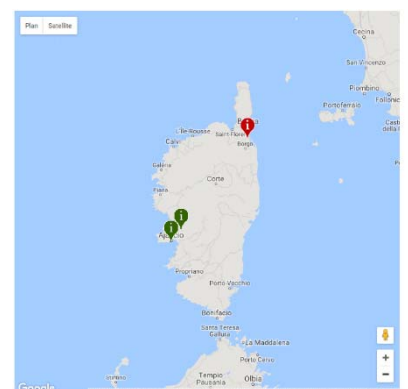 Plan Satellite
Cecina
San Vincenzo
Piombino
Portoferraio
L'Île-Rousse
Calvi
Borgo
Galéria
Corte
Piana
Propriano
Porto-Vecchio
Bonifacio
Santa Teresa
Gallura
La Maddalena
Porto Cervo
Tempio
Pausania
Olbia
Google